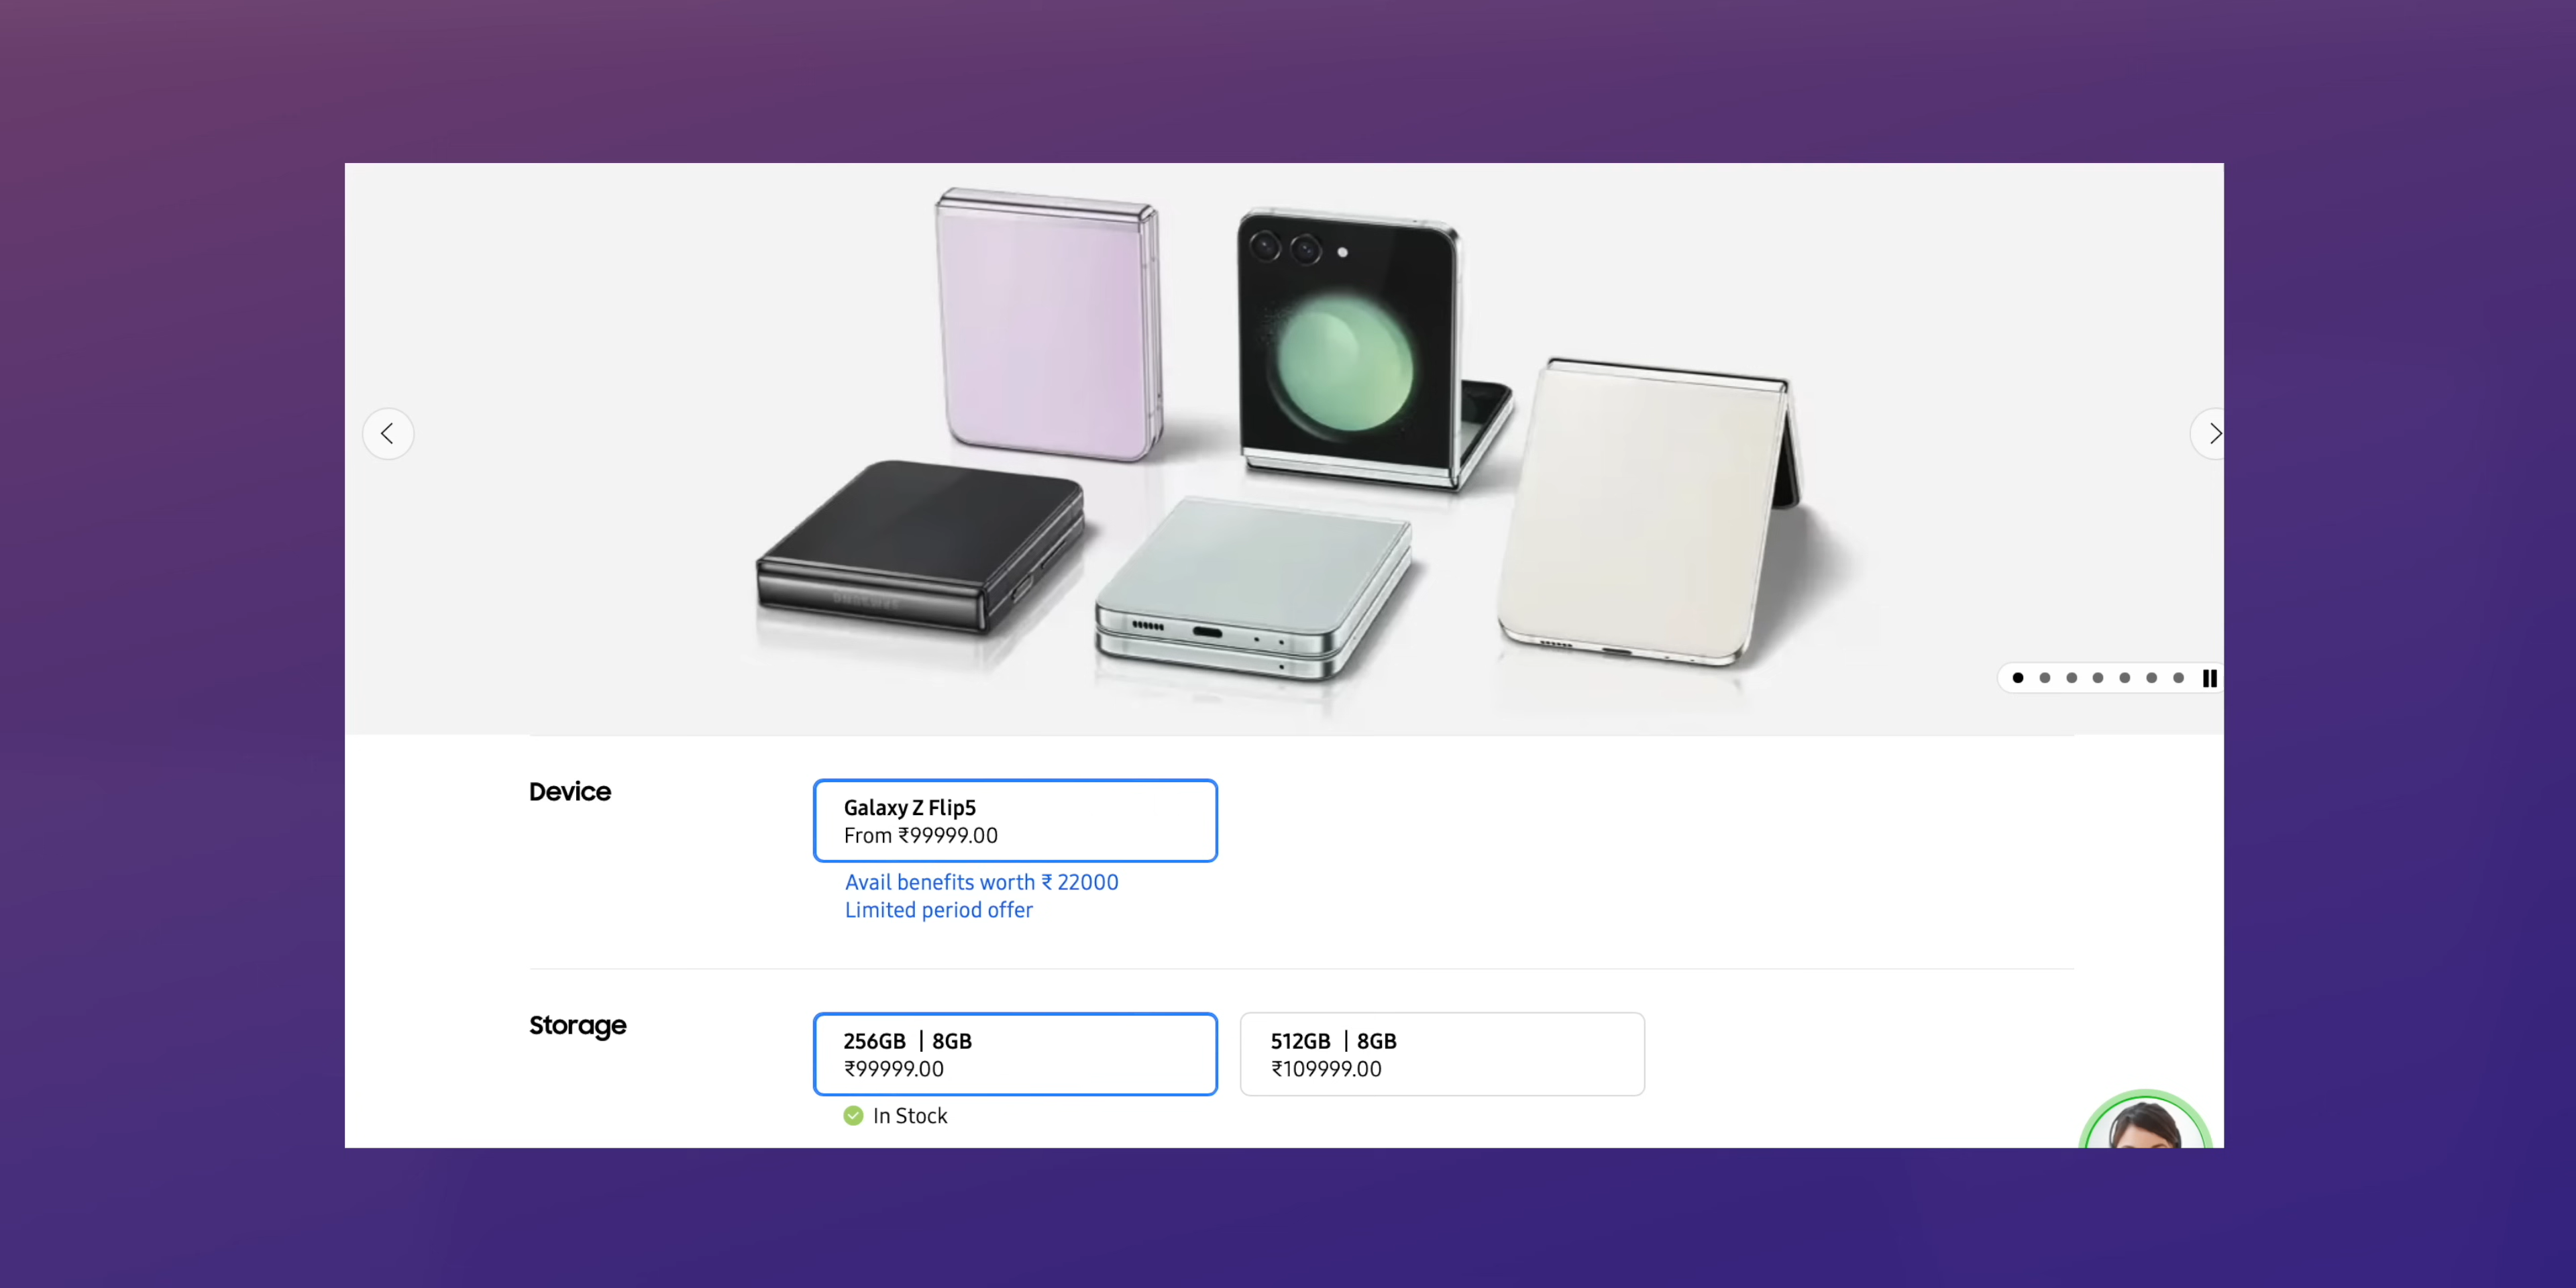 SAMSUNG
Device
Galaxy Z Flip5
From ₹99999.00
Avail benefits worth ₹ 22000
Limited period offer
Storage
256GB | 8GB
₹99999.00
512GB | 8GB
₹109999.00
In Stock